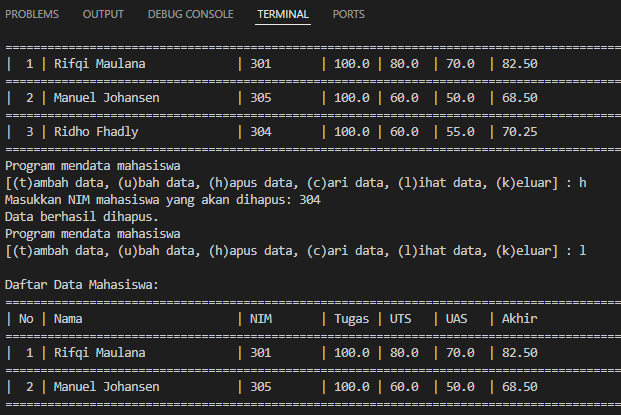 PROBLEMS OUTPUT DEBUG CONSOLE TERMINAL PORTS
==========================================================================================
| 1 | Rifqi Maulana | 301 | 100.0 | 80.0 | 70.0 | 82.50
==========================================================================================
| 2 | Manuel Johansen | 305 | 100.0 | 60.0 | 50.0 | 68.50
==========================================================================================
| 3 | Ridho Fhadly | 304 | 100.0 | 60.0 | 55.0 | 70.25
==========================================================================================
Program mendata mahasiswa
[(t)ambah data, (u)bah data, (h)apus data, (c)ari data, (l)ihat data, (k)eluar] : h
Masukkan NIM mahasiswa yang akan dihapus: 304
Data berhasil dihapus.
Program mendata mahasiswa
[(t)ambah data, (u)bah data, (h)apus data, (c)ari data, (l)ihat data, (k)eluar] : l
Daftar Data Mahasiswa:
==========================================================================================
| No | Nama | NIM | Tugas | UTS | UAS | Akhir
==========================================================================================
| 1 | Rifqi Maulana | 301 | 100.0 | 80.0 | 70.0 | 82.50
==========================================================================================
| 2 | Manuel Johansen | 305 | 100.0 | 60.0 | 50.0 | 68.50
==========================================================================================